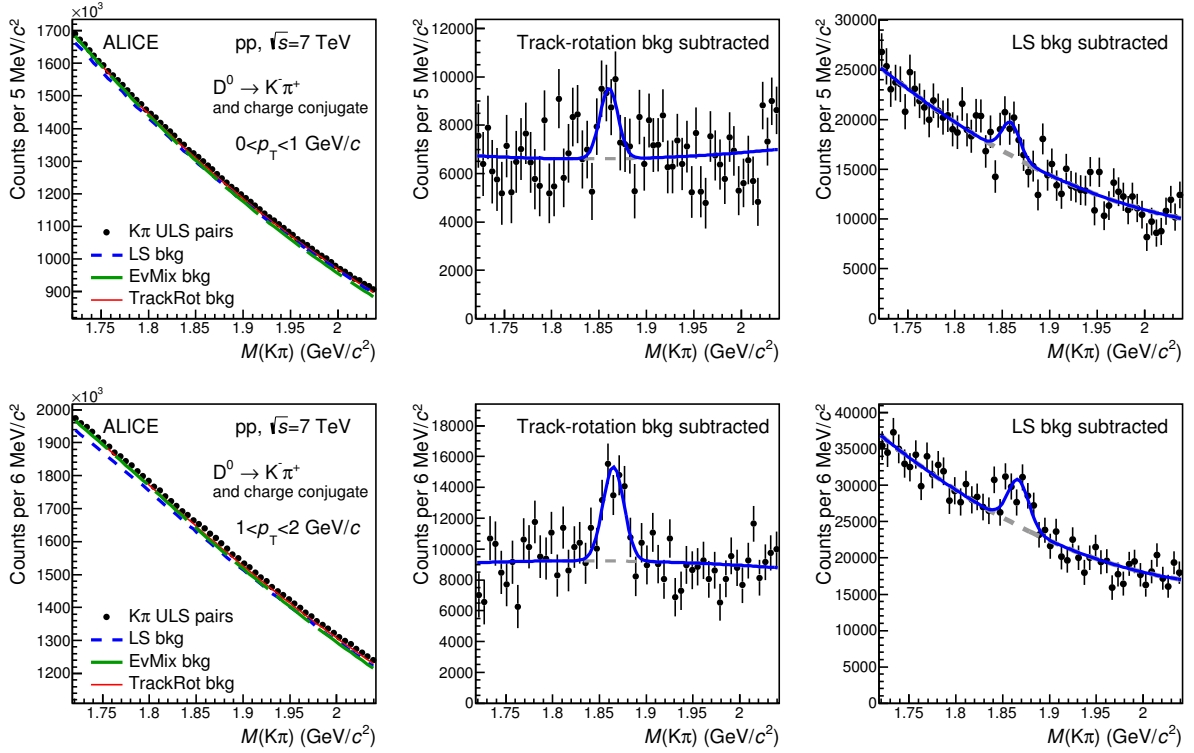 ×10³
1700
1600
1500
1400
1300
1200
1100
1000
900
Counts per 5 MeV/c²
ALICE
pp, √s=7 TeV
D⁰ → K⁻π⁺
and charge conjugate
0<p_T<1 GeV/c
Kπ ULS pairs
LS bkg
EvMix bkg
TrackRot bkg
1.75 1.8 1.85 1.9 1.95 2
M(Kπ) (GeV/c²)
Track-rotation bkg subtracted
12000
10000
8000
6000
4000
2000
0
Counts per 5 MeV/c²
1.75 1.8 1.85 1.9 1.95 2
M(Kπ) (GeV/c²)
LS bkg subtracted
30000
25000
20000
15000
10000
5000
0
Counts per 5 MeV/c²
1.75 1.8 1.85 1.9 1.95 2
M(Kπ) (GeV/c²)
×10³
2000
1900
1800
1700
1600
1500
1400
1300
1200
Counts per 6 MeV/c²
ALICE
pp, √s=7 TeV
D⁰ → K⁻π⁺
and charge conjugate
1<p_T<2 GeV/c
Kπ ULS pairs
LS bkg
EvMix bkg
TrackRot bkg
1.75 1.8 1.85 1.9 1.95 2
M(Kπ) (GeV/c²)
Track-rotation bkg subtracted
18000
16000
14000
12000
10000
8000
6000
4000
2000
0
Counts per 6 MeV/c²
1.75 1.8 1.85 1.9 1.95 2
M(Kπ) (GeV/c²)
LS bkg subtracted
40000
35000
30000
25000
20000
15000
10000
5000
0
Counts per 6 MeV/c²
1.75 1.8 1.85 1.9 1.95 2
M(Kπ) (GeV/c²)